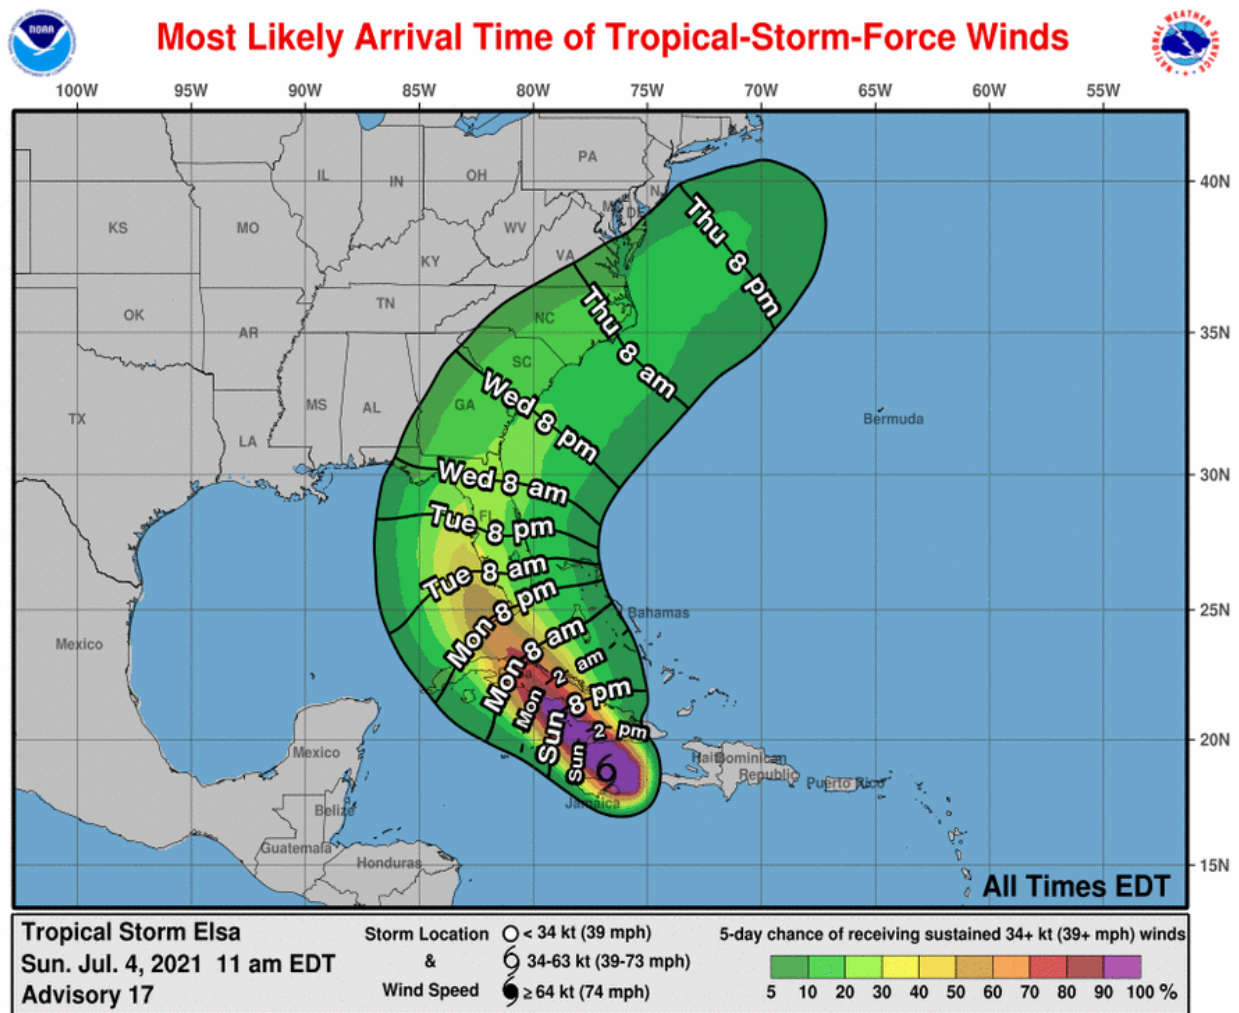 NOAA
Most Likely Arrival Time of Tropical-Storm-Force Winds
NATIONAL WEATHER SERVICE
100W 95W 90W 85W 80W 75W 70W 65W 60W 55W
PA
IL IN OH
40N
N
DE
KS MO WV
VA
KY
Thu 8 pm
TN
OK NC
AR
35N
Thu 8 am
SC
MS AL GA
TX
Bermuda
LA
Wed 8 pm
30N
Wed 8 am
FL
Tue 8 pm
Tue 8 am
Mon 8 pm
25N
Bahamas
Mexico
Mon 8 am
Mon 2 am
Sun 8 pm
Sun 2 pm
20N
Mexico
Haiti Dominican
Republic
Puerto Rico
Jamaica
Belize
Guatemala
Honduras
15N
All Times EDT
Tropical Storm Elsa
Sun. Jul. 4, 2021 11 am EDT
Advisory 17
Storm Location
&
Wind Speed
< 34 kt (39 mph)
34-63 kt (39-73 mph)
≥ 64 kt (74 mph)
5-day chance of receiving sustained 34+ kt (39+ mph) winds
5 10 20 30 40 50 60 70 80 90 100 %